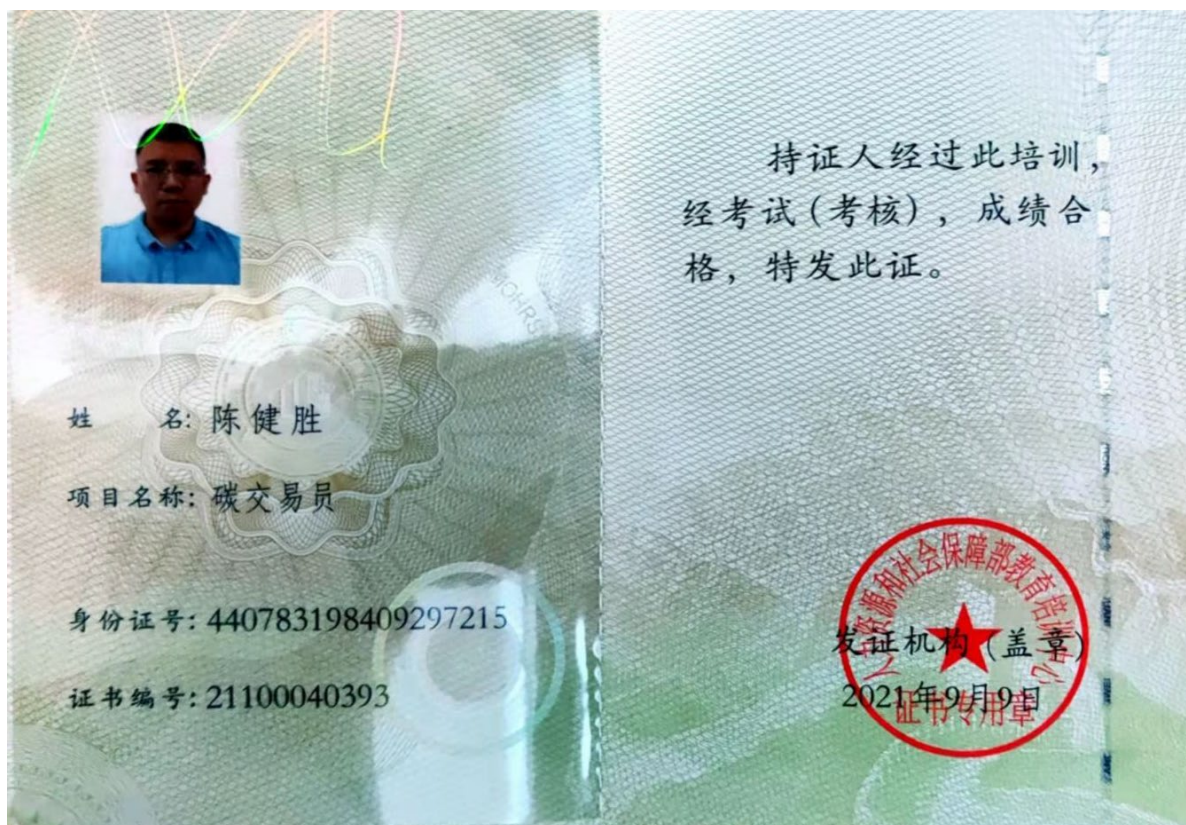 姓 名: 陈健胜
项目名称: 碳交易员
身份证号: 440783198409297215
证书编号: 21100040393
持证人经过此培训，
经考试（考核），成绩合
格，特发此证。
人力资源和社会保障部教育培训中心
发证机构（盖章）
2021年9月9日
证书专用章